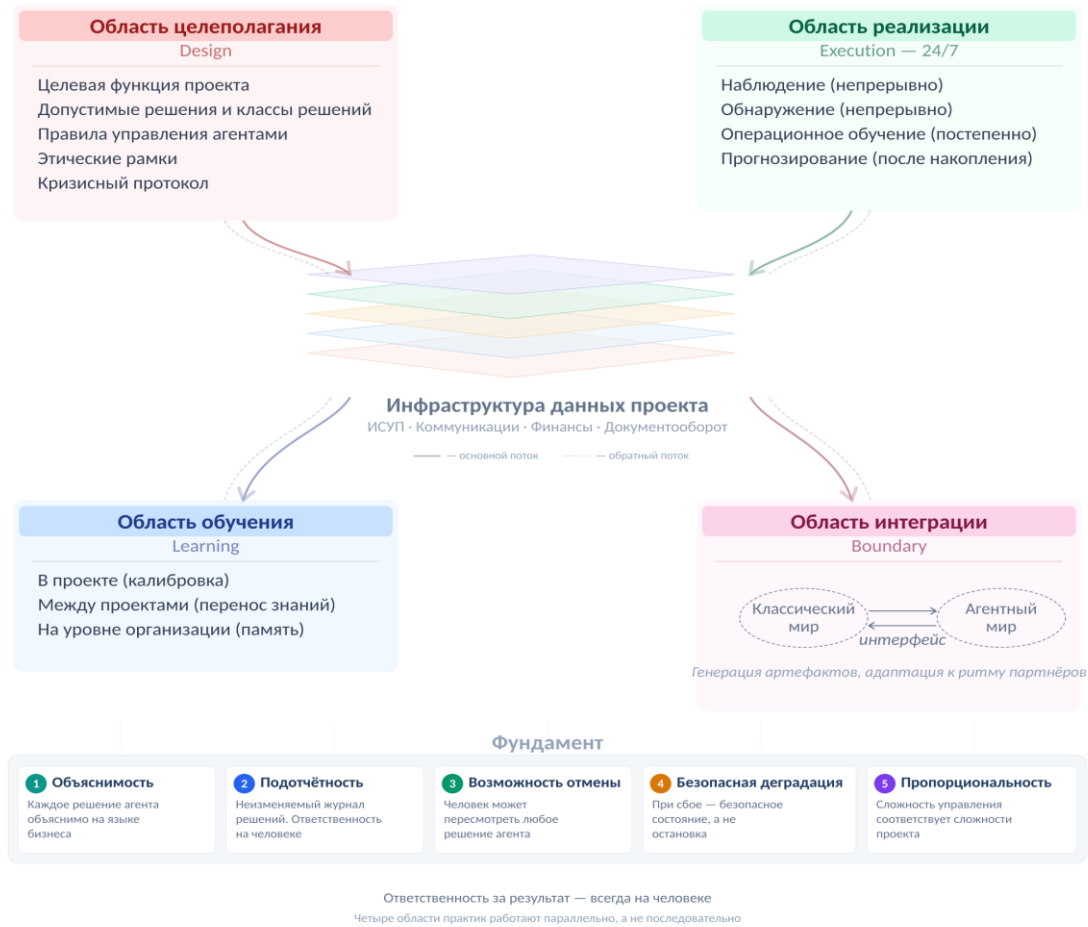 Область целеполагания
Design
Целевая функция проекта
Допустимые решения и классы решений
Правила управления агентами
Этические рамки
Кризисный протокол
Область реализации
Execution — 24/7
Наблюдение (непрерывно)
Обнаружение (непрерывно)
Операционное обучение (постепенно)
Прогнозирование (после накопления)
Инфраструктура данных проекта
ИСУП · Коммуникации · Финансы · Документооборот
— основной поток
— обратный поток
Область обучения
Learning
В проекте (калибровка)
Между проектами (перенос знаний)
На уровне организации (память)
Область интеграции
Boundary
Классический
мир
Агентный
мир
интерфейс
Генерация артефактов, адаптация к ритму партнёров
Фундамент
1 Объяснимость
Каждое решение агента
объяснимо на языке
бизнеса
2 Подотчётность
Неизменяемый журнал
решений. Ответственность
на человеке
3 Возможность отмены
Человек может
пересмотреть любое
решение агента
4 Безопасная деградация
При сбое — безопасное
состояние, а не
остановка
5 Пропорциональность
Сложность управления
соответствует сложности
проекта
Ответственность за результат — всегда на человеке
Четыре области практик работают параллельно, а не последовательно